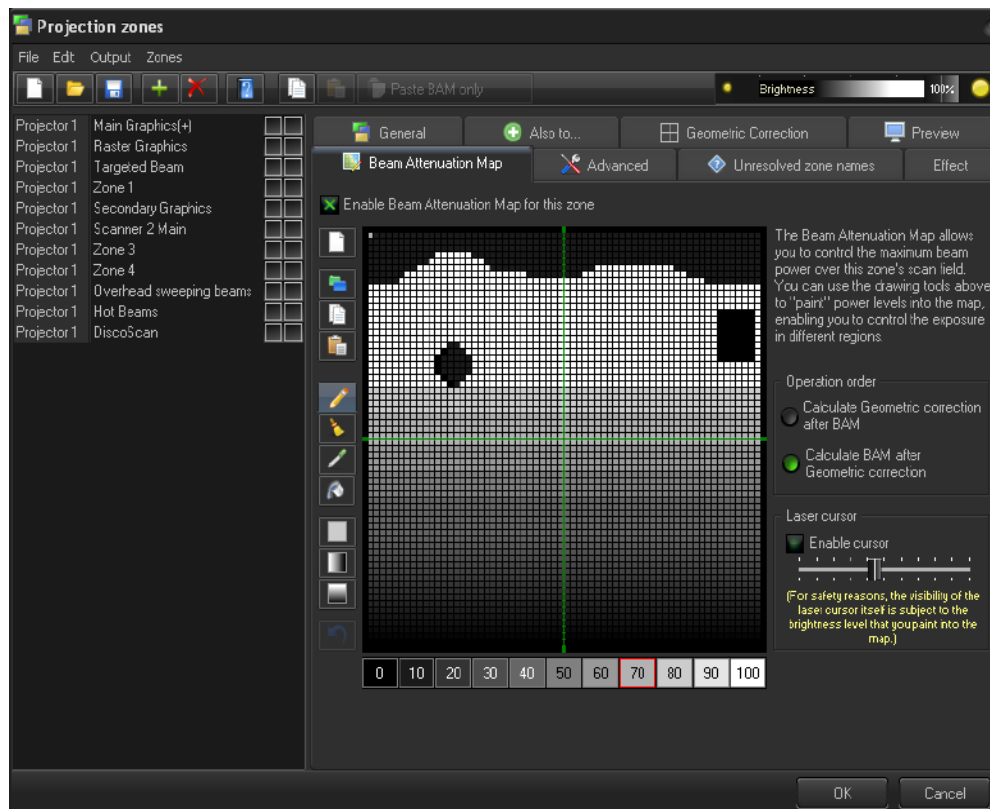 Projection zones
File Edit Output Zones
Paste BAM only
Brightness 100%
Projector 1 Main Graphics(+)
Projector 1 Raster Graphics
Projector 1 Targeted Beam
Projector 1 Zone 1
Projector 1 Secondary Graphics
Projector 1 Scanner 2 Main
Projector 1 Zone 3
Projector 1 Zone 4
Projector 1 Overhead sweeping beams
Projector 1 Hot Beams
Projector 1 DiscoScan
General Also to... Geometric Correction Preview
Beam Attenuation Map Advanced Unresolved zone names Effect
Enable Beam Attenuation Map for this zone
The Beam Attenuation Map allows
you to control the maximum beam
power over this zone's scan field.
You can use the drawing tools above
to "paint" power levels into the map,
enabling you to control the exposure
in different regions
Operation order
Calculate Geometric correction
after BAM
Calculate BAM after
Geometric correction
Laser cursor
Enable cursor
(For safety reasons, the visibility of the
laser cursor itself is subject to the
brightness level that you paint into the
map.)
0 10 20 30 40 50 60 70 80 90 100
OK Cancel